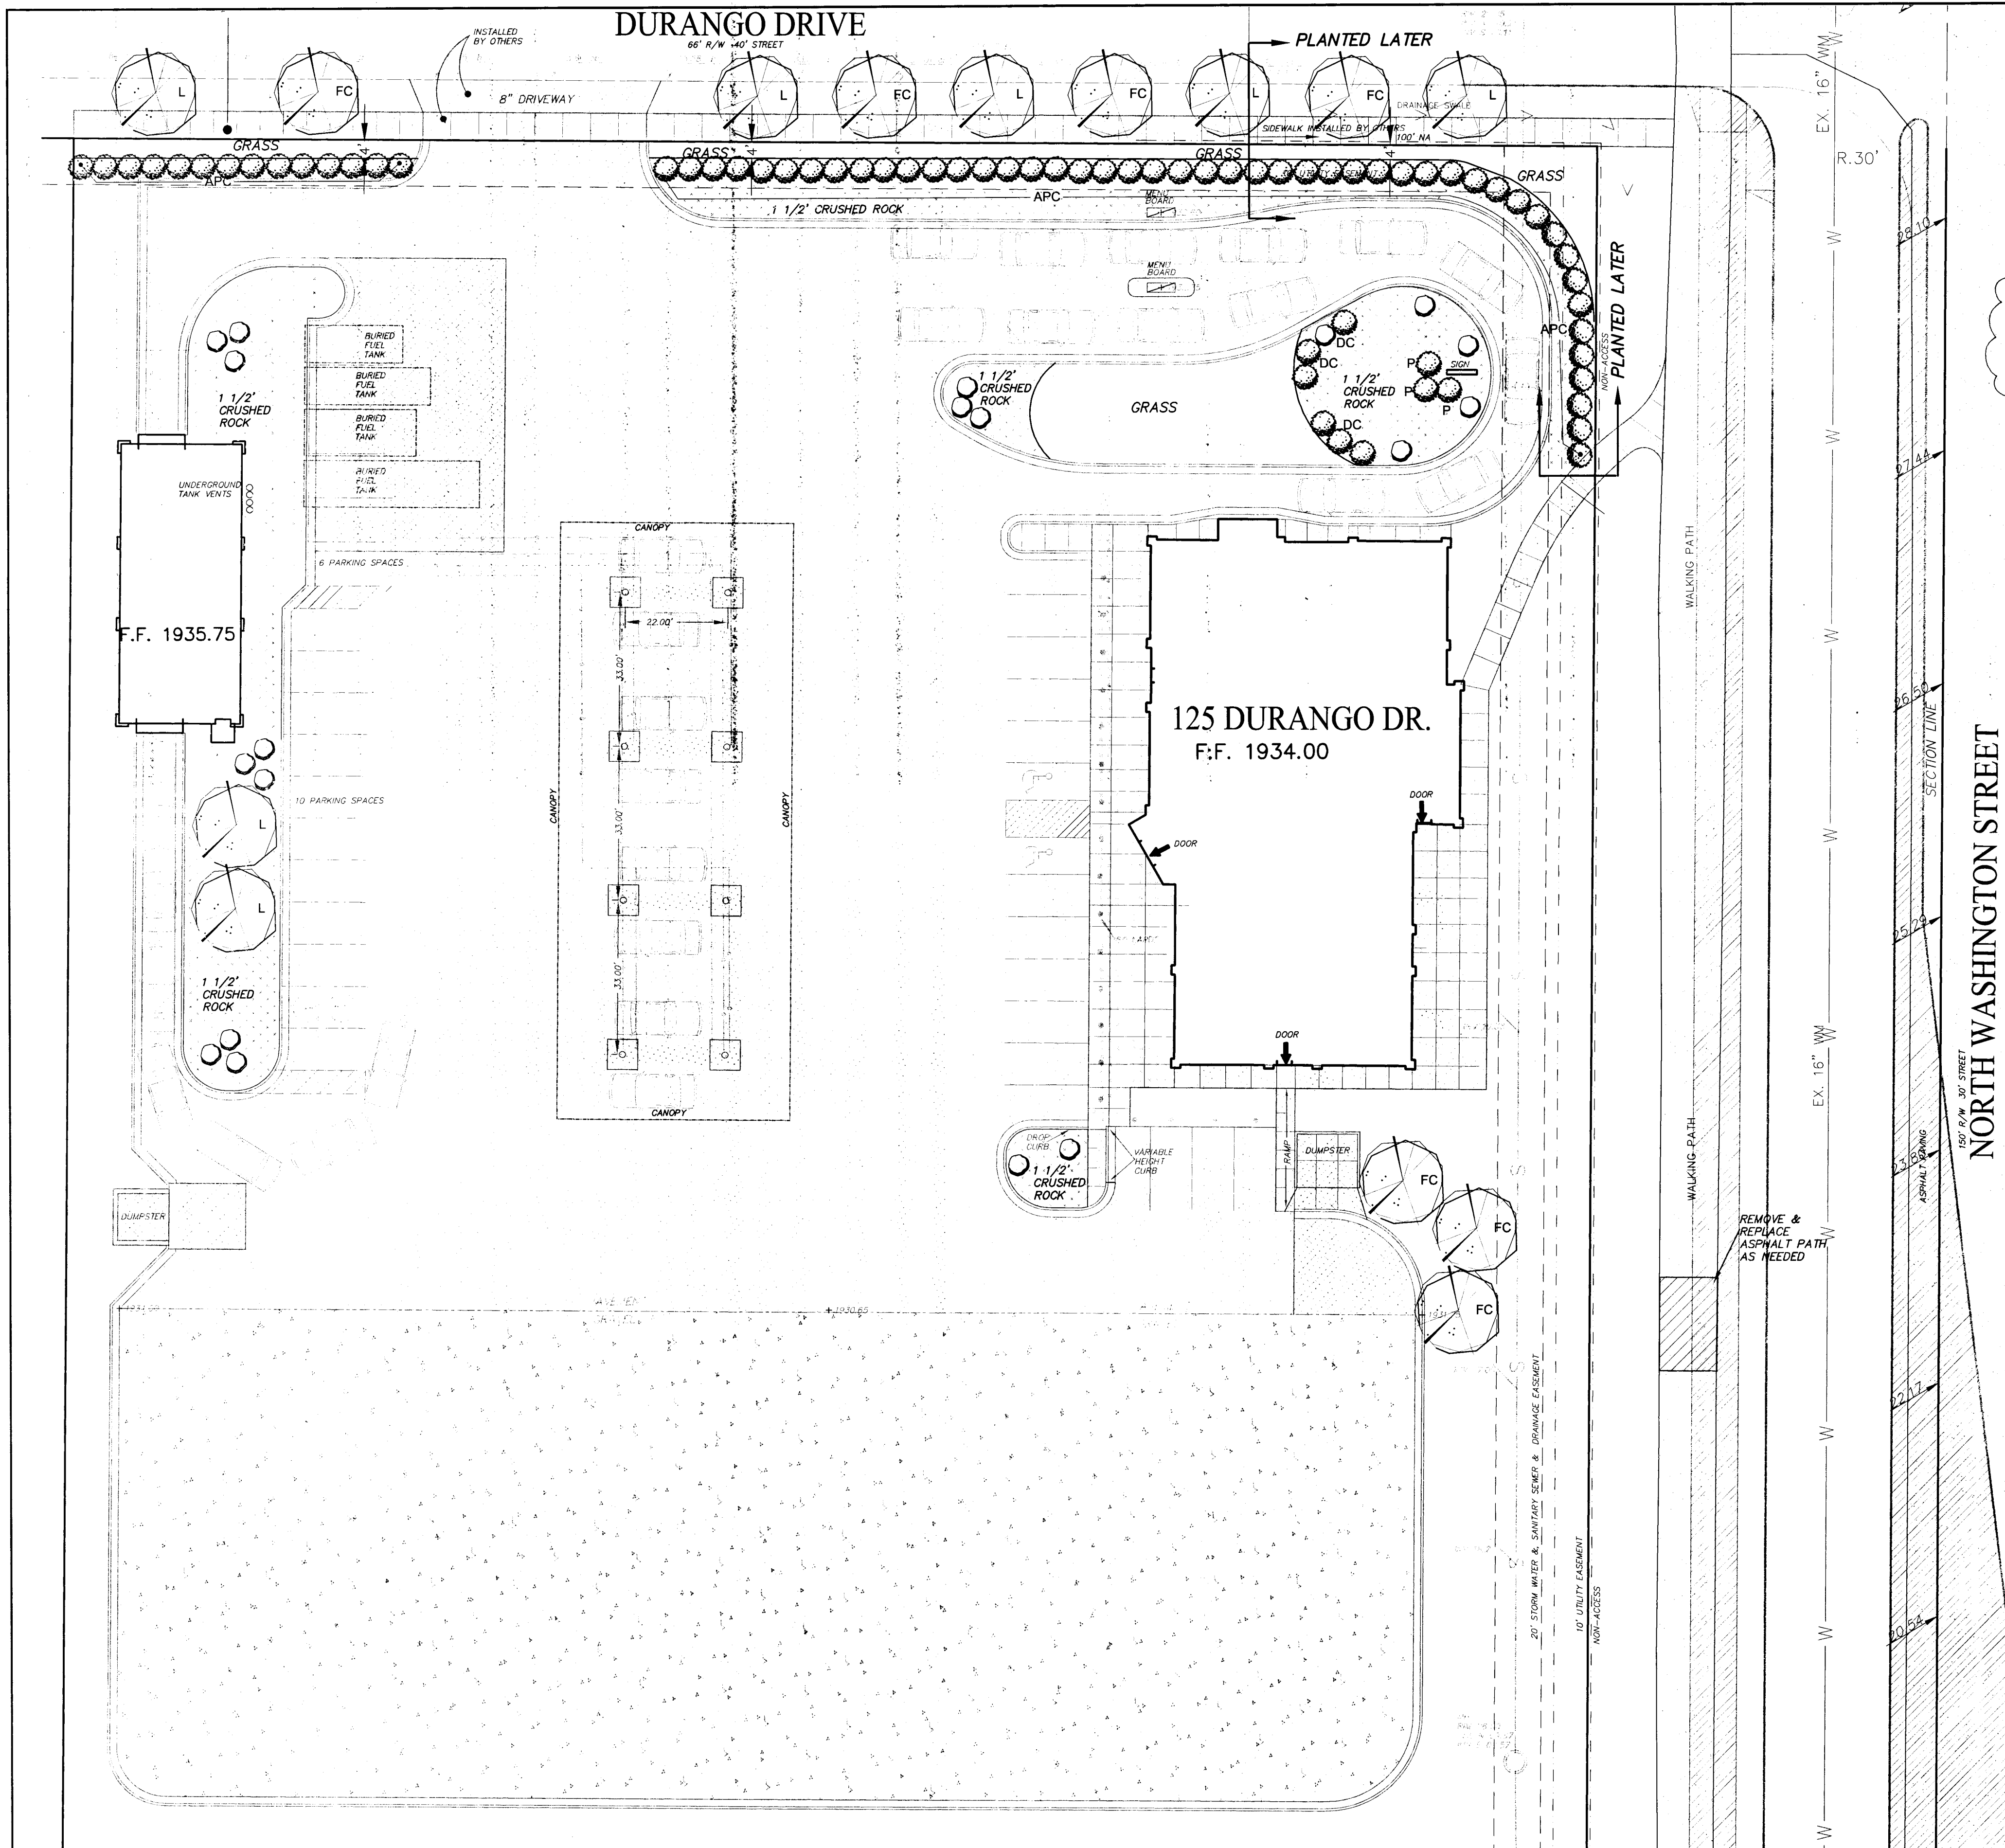 DURANGO DRIVE
66' R/W 40' STREET
INSTALLED
BY OTHERS
PLANTED LATER
8" DRIVEWAY
L
FC
L
FC
L
FC
L
FC
L
DRAINAGE SWALE
SIDEWALK INSTALLED BY OTHERS
100' NA
GRASS
4'
GRASS
4'
GRASS
4'
GRASS
APC
APC
1 1/2' CRUSHED ROCK
MENU
BOARD
MENU
BOARD
PLANTED LATER
NON-ACCESS
APC
R.30'
EX. 16" WM
28.10
BURIED
FUEL
TANK
BURIED
FUEL
TANK
BURIED
FUEL
TANK
BURIED
FUEL
TANK
1 1/2'
CRUSHED
ROCK
1 1/2'
CRUSHED
ROCK
GRASS
DC
DC
DC
P
P
P
SIGN
1 1/2'
CRUSHED
ROCK
27.44
UNDERGROUND
TANK VENTS
CANOPY
6 PARKING SPACES
22.00'
33.00'
F.F. 1935.75
WALKING PATH
26.50
SECTION LINE
125 DURANGO DR.
F.F. 1934.00
NORTH WASHINGTON STREET
150' R/W 30' STREET
10 PARKING SPACES
CANOPY
33.00'
CANOPY
DOOR
DOOR
L
L
25.29
33.00'
1 1/2'
CRUSHED
ROCK
DOOR
EX. 16" WM
CANOPY
DROP
CURB
VARIABLE
HEIGHT
CURB
1 1/2'
CRUSHED
ROCK
RAMP
DUMPSTER
FC
FC
FC
WALKING PATH
ASPHALT PAVING
DUMPSTER
REMOVE &
REPLACE
ASPHALT PATH
AS NEEDED
1930.65
22.17
20' STORM WATER & SANITARY SEWER & DRAINAGE EASEMENT
10' UTILITY EASEMENT
NON-ACCESS
20.54
W
W
W
W
W
W
W
W